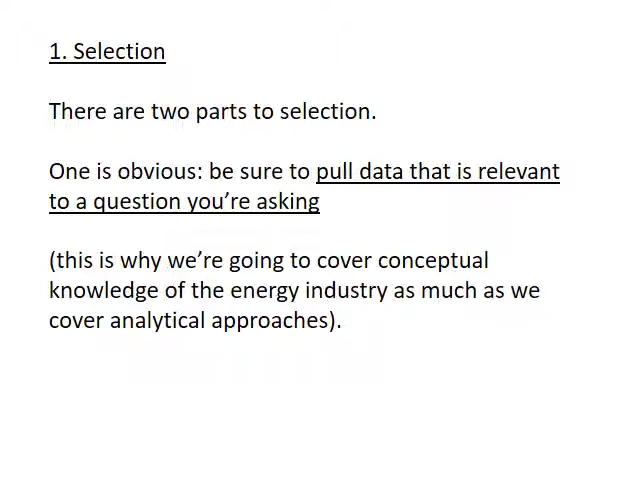 1. Selection
There are two parts to selection.
One is obvious: be sure to pull data that is relevant
to a question you’re asking
(this is why we’re going to cover conceptual
knowledge of the energy industry as much as we
cover analytical approaches).